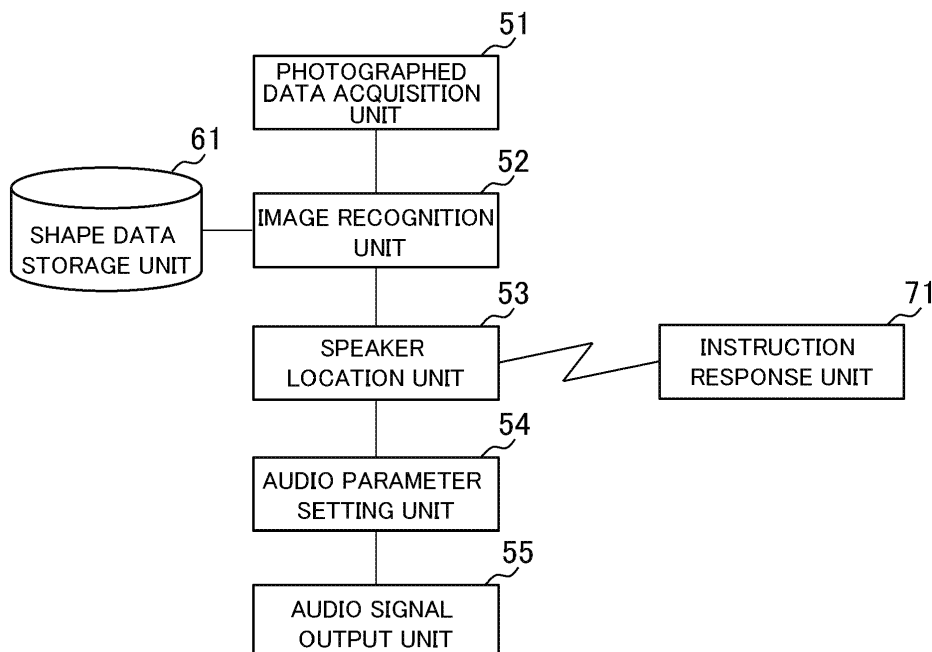 51
PHOTOGRAPHED
DATA ACQUISITION
UNIT
61
SHAPE DATA
STORAGE UNIT
52
IMAGE RECOGNITION
UNIT
53
SPEAKER
LOCATION UNIT
71
INSTRUCTION
RESPONSE UNIT
54
AUDIO PARAMETER
SETTING UNIT
55
AUDIO SIGNAL
OUTPUT UNIT